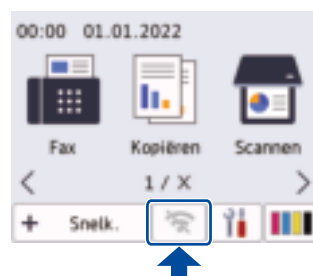 00:00 01.01.2022
Fax Kopiëren Scannen
< 1 / X >
+ Snelk.